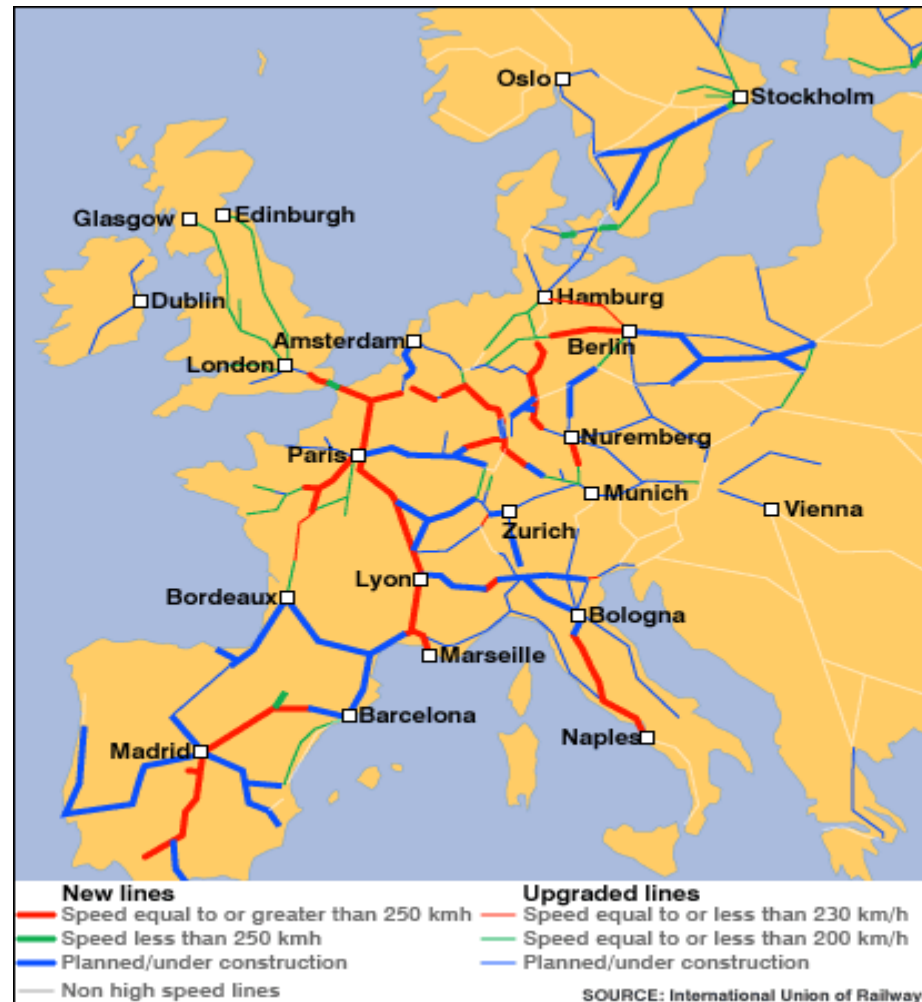 Oslo
Stockholm
Glasgow
Edinburgh
Dublin
Hamburg
Amsterdam
Berlin
London
Nuremberg
Paris
Munich
Vienna
Zurich
Lyon
Bordeaux
Bologna
Marseille
Barcelona
Naples
Madrid
New lines
Speed equal to or greater than 250 kmh
Speed less than 250 kmh
Planned/under construction
Non high speed lines
Upgraded lines
Speed equal to or less than 230 km/h
Speed equal to or less than 200 km/h
Planned/under construction
SOURCE: International Union of Railway